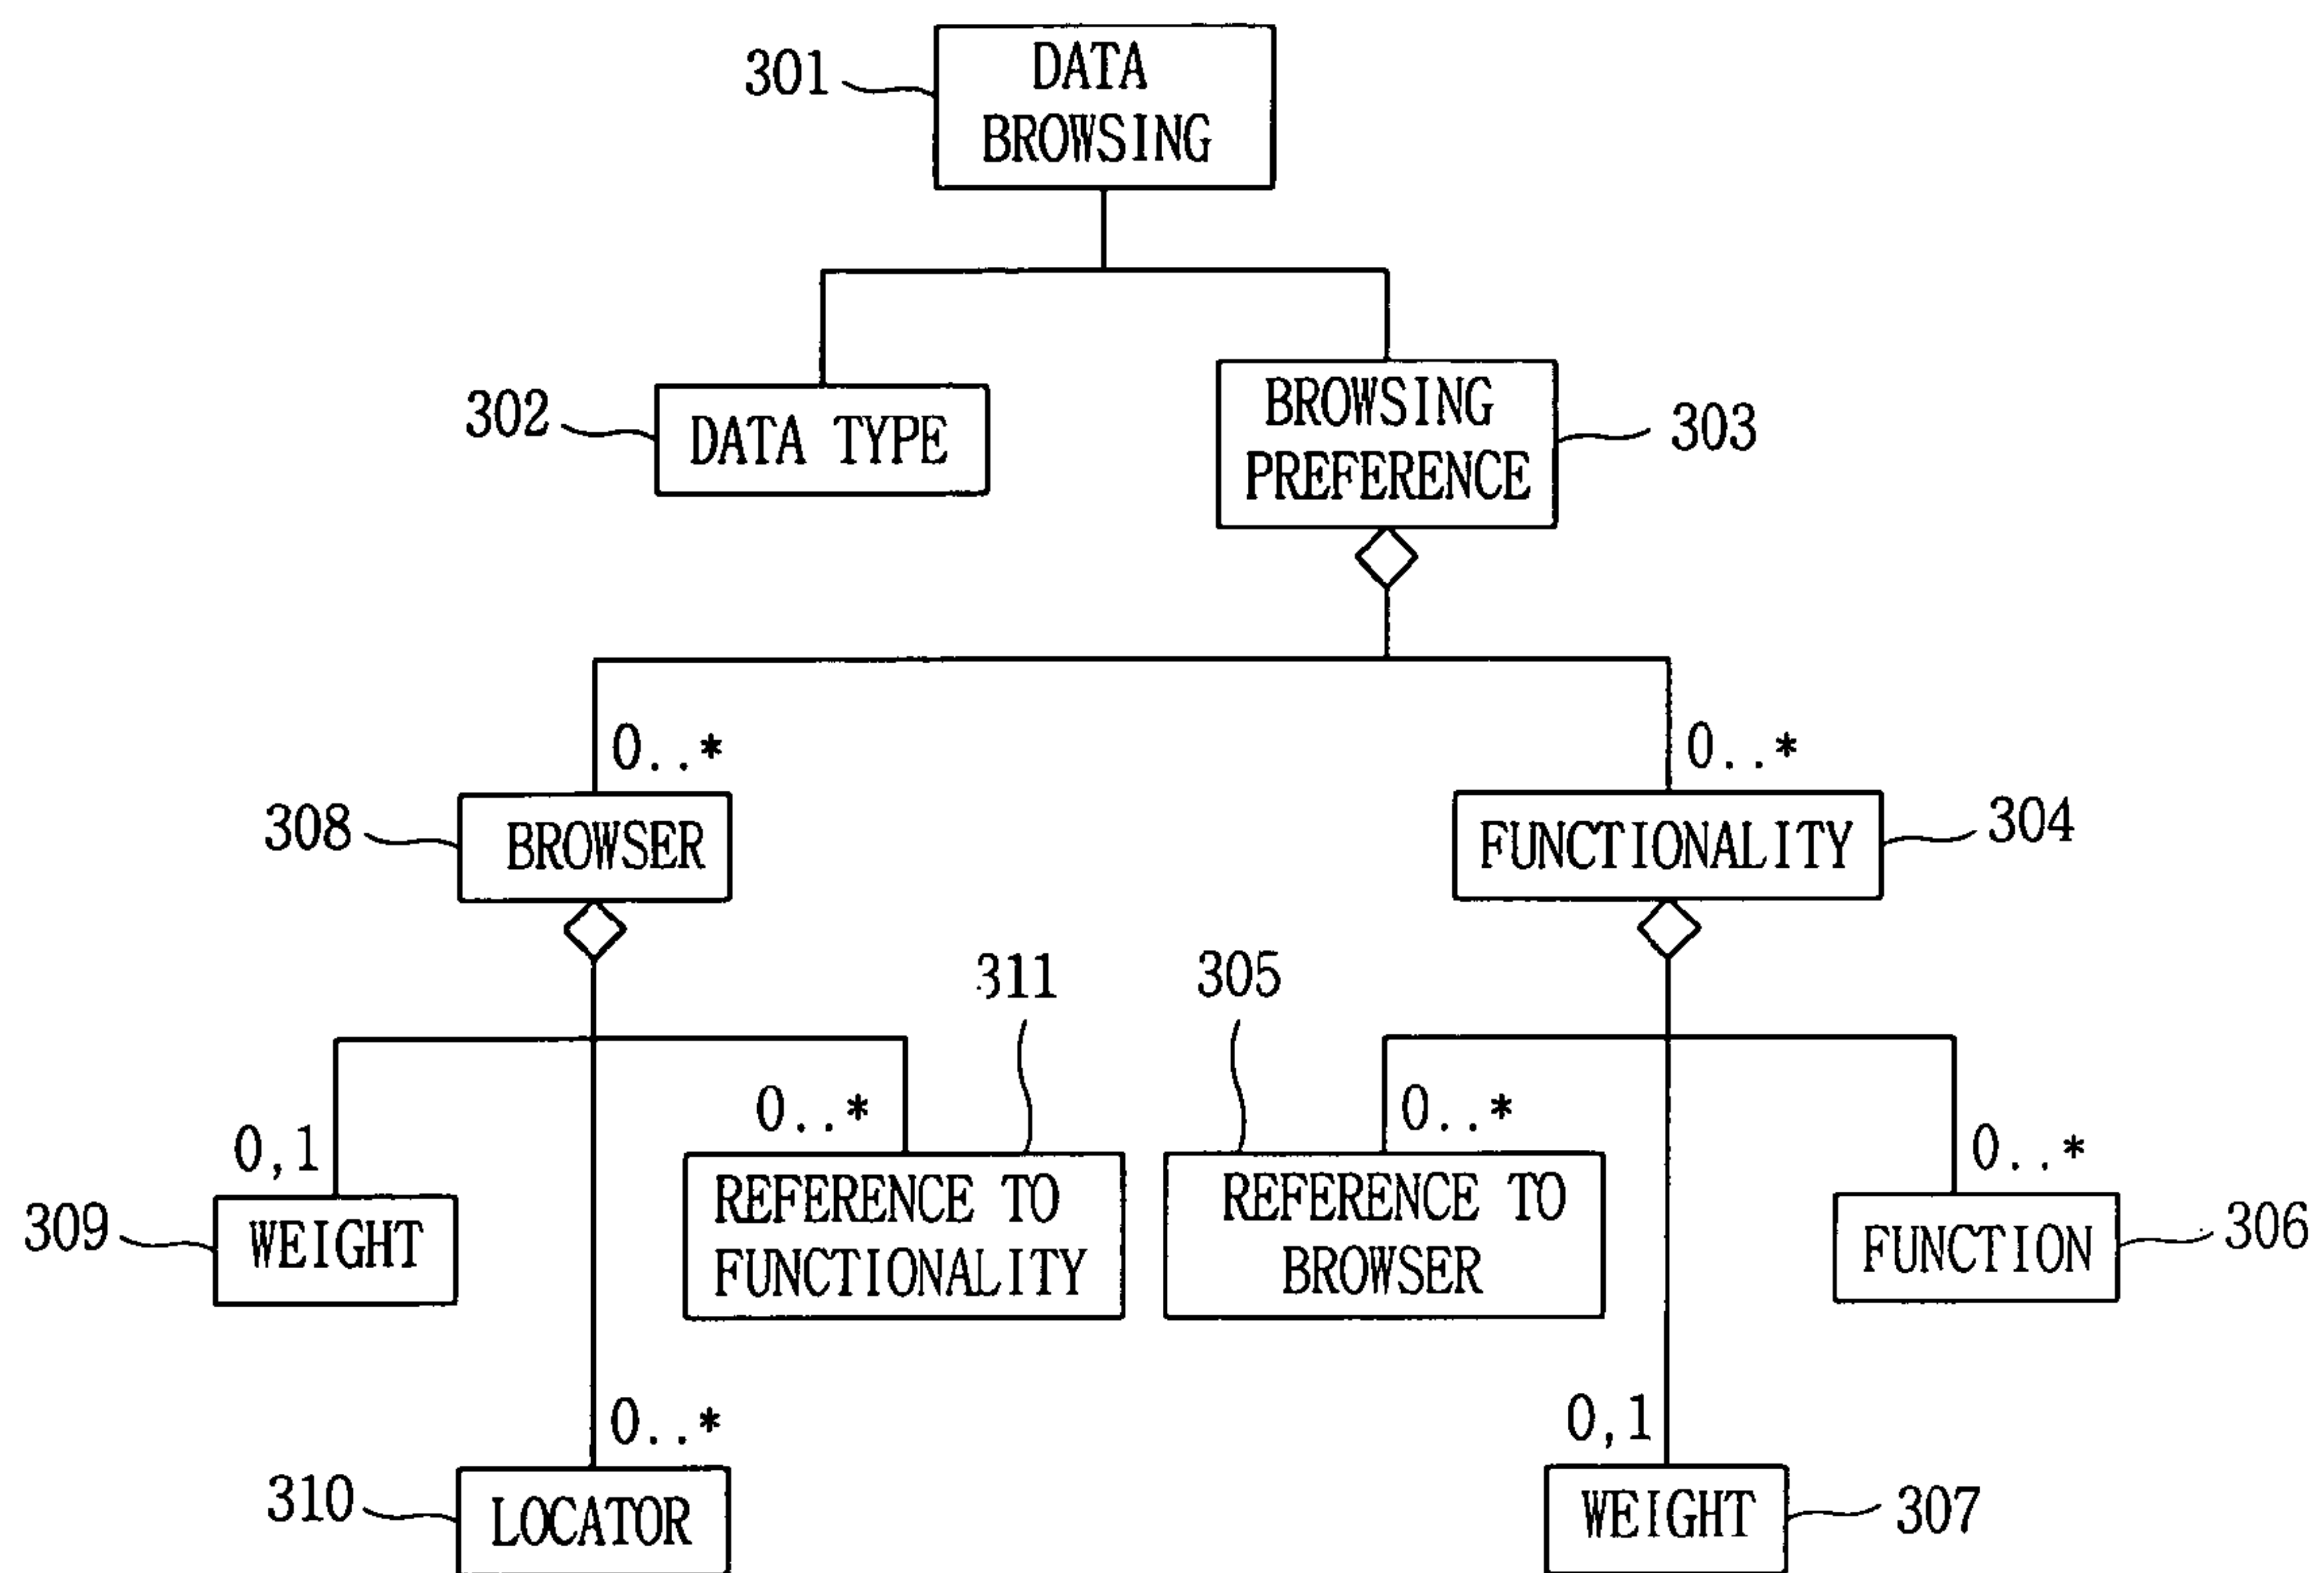 301
DATA
BROWSING
302
DATA TYPE
BROWSING
PREFERENCE
303
0..*
0..*
308
BROWSER
FUNCTIONALITY
304
311
305
0,1
0..*
0..*
0..*
309
WEIGHT
REFERENCE TO
FUNCTIONALITY
REFERENCE TO
BROWSER
FUNCTION
306
0..*
0,1
310
LOCATOR
WEIGHT
307